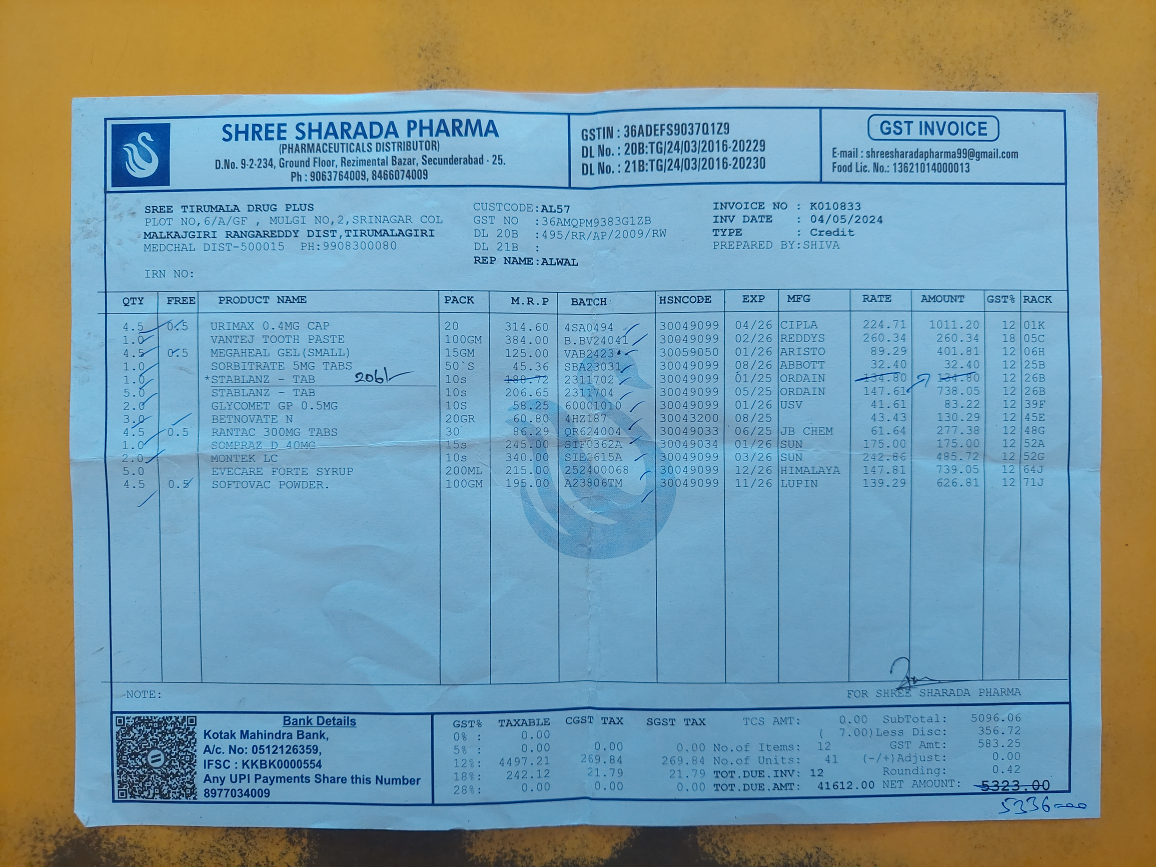 SHREE SHARADA PHARMA
(PHARMACEUTICALS DISTRIBUTOR)
D.No. 9-2-234, Ground Floor, Rezimental Bazar, Secunderabad - 25.
Ph : 9063764009, 8466074009
GSTIN : 36ADEFS9037Q1Z9
DL No. : 20B:TG/24/03/2016-20229
DL No. : 21B:TG/24/03/2016-20230
GST INVOICE
E-mail : shreesharadapharma99@gmail.com
Food Lic. No.: 13621014000013
SREE TIRUMALA DRUG PLUS
PLOT NO,6/A/GF , MULGI NO,2,SRINAGAR COL
MALKAJGIRI RANGAREDDY DIST,TIRUMALAGIRI
MEDCHAL DIST-500015 PH:9908300080
IRN NO:
CUSTCODE:AL57
GST NO :36AMQPM9383G1ZB
DL 20B :495/RR/AP/2009/RW
DL 21B :
REP NAME:ALWAL
INVOICE NO : K010833
INV DATE : 04/05/2024
TYPE : Credit
PREPARED BY:SHIVA
QTY FREE PRODUCT NAME PACK M.R.P BATCH HSNCODE EXP MFG RATE AMOUNT GST% RACK
4.5 0.5 URIMAX 0.4MG CAP 20 314.60 4SA0494 30049099 04/26 CIPLA 224.71 1011.20 12 01K
1.0 VANTEJ TOOTH PASTE 100GM 384.00 B.BV24041 30049099 02/26 REDDYS 260.34 260.34 18 05C
4.5 0.5 MEGAHEAL GEL(SMALL) 15GM 125.00 VAB2423 30059050 01/26 ARISTO 89.29 401.81 12 06H
1.0 SORBITRATE 5MG TABS 50`S 45.36 SBA23031 30049099 08/26 ABBOTT 32.40 32.40 12 25B
1.0 *STABLANZ - TAB 206/- 10s 188.72 2311702 30049099 01/25 ORDAIN 134.80 134.80 12 26B
5.0 STABLANZ - TAB 10s 206.65 2311704 30049099 05/25 ORDAIN 147.61 738.05 12 26B
2.0 GLYCOMET GP 0.5MG 10S 58.25 60001010 30049099 01/26 USV 41.61 83.22 12 39F
3.0 BETNOVATE N 20GR 60.80 4HZ187 30043200 08/25 43.43 130.29 12 45E
4.5 0.5 RANTAC 300MG TABS 30 86.29 QR624004 30049033 06/25 JB CHEM 61.64 277.38 12 48G
1.0 SOMPRAZ D 40MG 15s 245.00 SIF0362A 30049034 01/26 SUN 175.00 175.00 12 52A
2.0 MONTEK LC 10s 340.00 SIE2615A 30049099 03/26 SUN 242.86 485.72 12 52G
5.0 EVECARE FORTE SYRUP 200ML 215.00 252400068 30049099 12/26 HIMALAYA 147.81 739.05 12 64J
4.5 0.5 SOFTOVAC POWDER. 100GM 195.00 A23806TM 30049099 11/26 LUPIN 139.29 626.81 12 71J
NOTE:
FOR SHREE SHARADA PHARMA
Bank Details
Kotak Mahindra Bank,
A/c. No: 0512126359,
IFSC : KKBK0000554
Any UPI Payments Share this Number
8977034009
GST% TAXABLE CGST TAX SGST TAX
0% : 0.00
5% : 0.00 0.00 0.00
12%: 4497.21 269.84 269.84
18%: 242.12 21.79 21.79
28%: 0.00 0.00 0.00
TCS AMT: 0.00
( 7.00)
No.of Items: 12
No.of Units: 41
TOT.DUE.INV: 12
TOT.DUE.AMT: 41612.00
SubTotal: 5096.06
Less Disc: 356.72
GST Amt: 583.25
(-/+)Adjust: 0.00
Rounding: 0.42
NET AMOUNT: 5323.00
5336=00